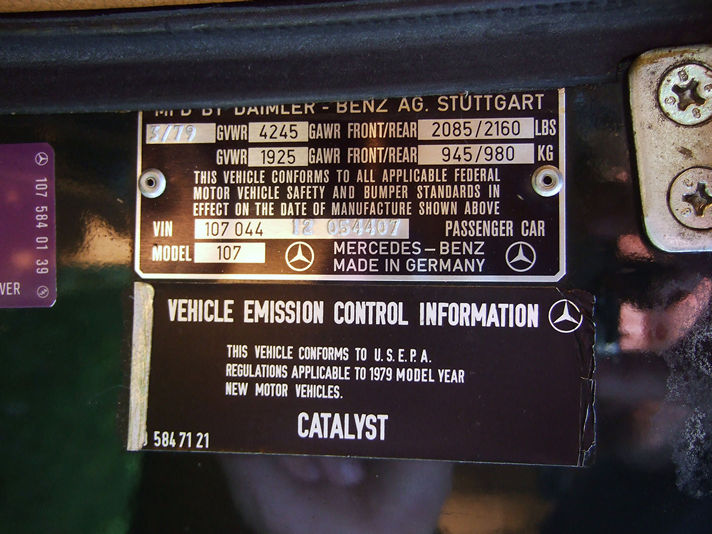 MFD BY DAIMLER - BENZ AG. STUTTGART
3/79 GVWR 4245 GAWR FRONT/REAR 2085/2160 LBS
GVWR 1925 GAWR FRONT/REAR 945/980 KG
THIS VEHICLE CONFORMS TO ALL APPLICABLE FEDERAL
MOTOR VEHICLE SAFETY AND BUMPER STANDARDS IN
EFFECT ON THE DATE OF MANUFACTURE SHOWN ABOVE
VIN 107 044 12 054407 PASSENGER CAR
MODEL 107 MERCEDES-BENZ
MADE IN GERMANY
VEHICLE EMISSION CONTROL INFORMATION
THIS VEHICLE CONFORMS TO U.S.E.P.A.
REGULATIONS APPLICABLE TO 1979 MODEL YEAR
NEW MOTOR VEHICLES.
CATALYST
584 71 21
107 584 01 39
VER